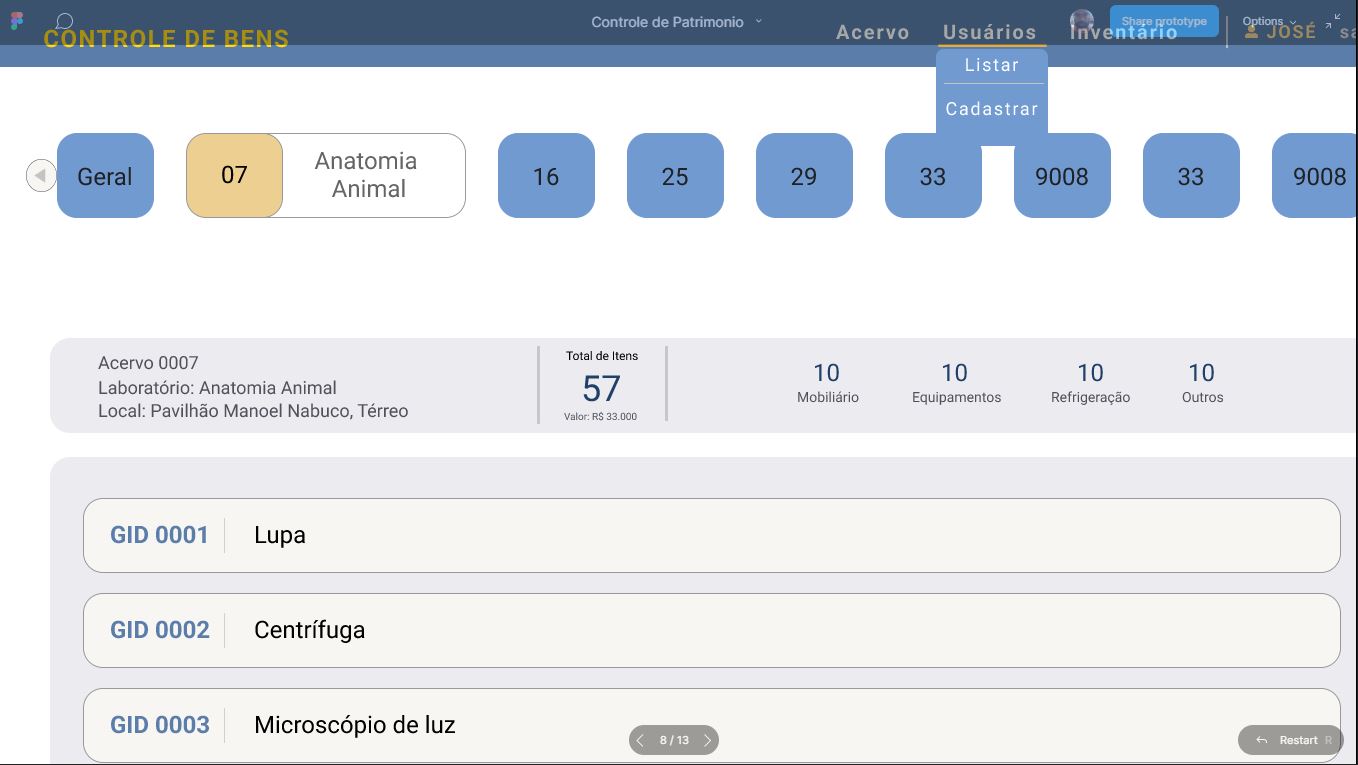 Controle de Patrimonio
Share prototype
Options
CONTROLE DE BENS
Acervo
Usuários
Inventário
JOSÉ
Listar
Cadastrar
Geral
07
Anatomia
Animal
16
25
29
33
9008
33
9008
Acervo 0007
Laboratório: Anatomia Animal
Local: Pavilhão Manoel Nabuco, Térreo
Total de Itens
57
Valor: R$ 33.000
10
Mobiliário
10
Equipamentos
10
Refrigeração
10
Outros
GID 0001
Lupa
GID 0002
Centrífuga
GID 0003
Microscópio de luz
8 / 13
Restart R